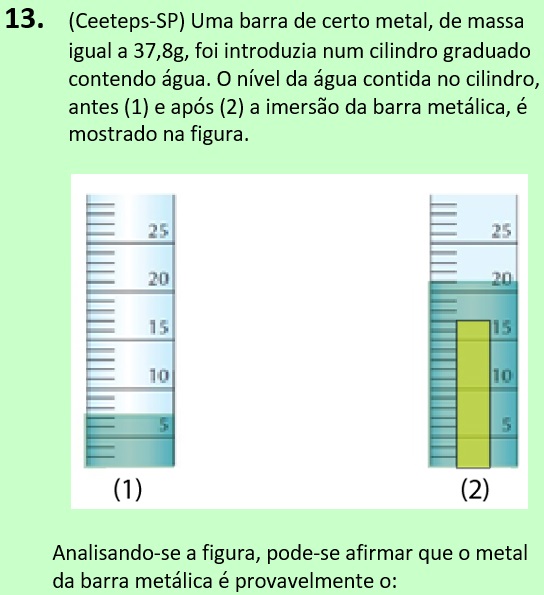 13. (Ceeteps-SP) Uma barra de certo metal, de massa
igual a 37,8g, foi introduzia num cilindro graduado
contendo água. O nível da água contida no cilindro,
antes (1) e após (2) a imersão da barra metálica, é
mostrado na figura.
25
20
15
10
5
(1)
25
20
15
10
5
(2)
Analisando-se a figura, pode-se afirmar que o metal
da barra metálica é provavelmente o: